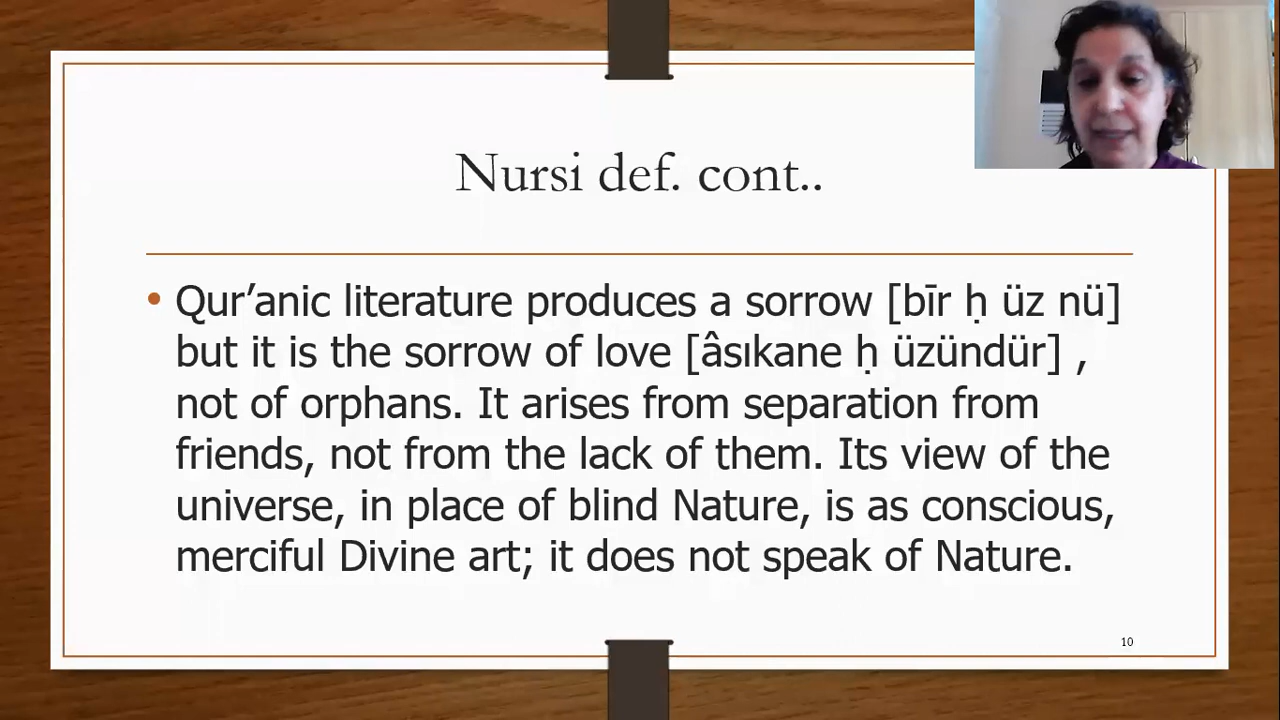 Nursi def. cont..
• Qur’anic literature produces a sorrow [bīr ḥ üz nü]
but it is the sorrow of love [âsıkane ḥ üzündür] ,
not of orphans. It arises from separation from
friends, not from the lack of them. Its view of the
universe, in place of blind Nature, is as conscious,
merciful Divine art; it does not speak of Nature.
10